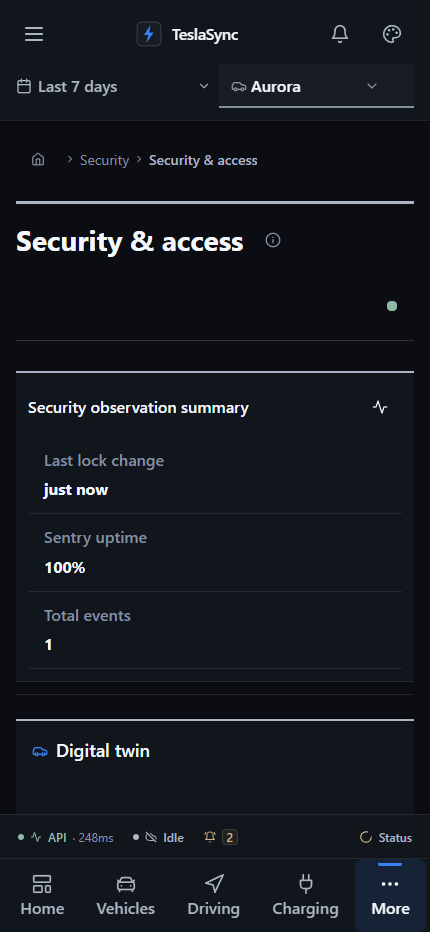 TeslaSync
Last 7 days
Aurora
Security
Security & access
Security & access
Security observation summary
Last lock change
just now
Sentry uptime
100%
Total events
1
Digital twin
API · 248ms
Idle
2
Status
Home
Vehicles
Driving
Charging
More